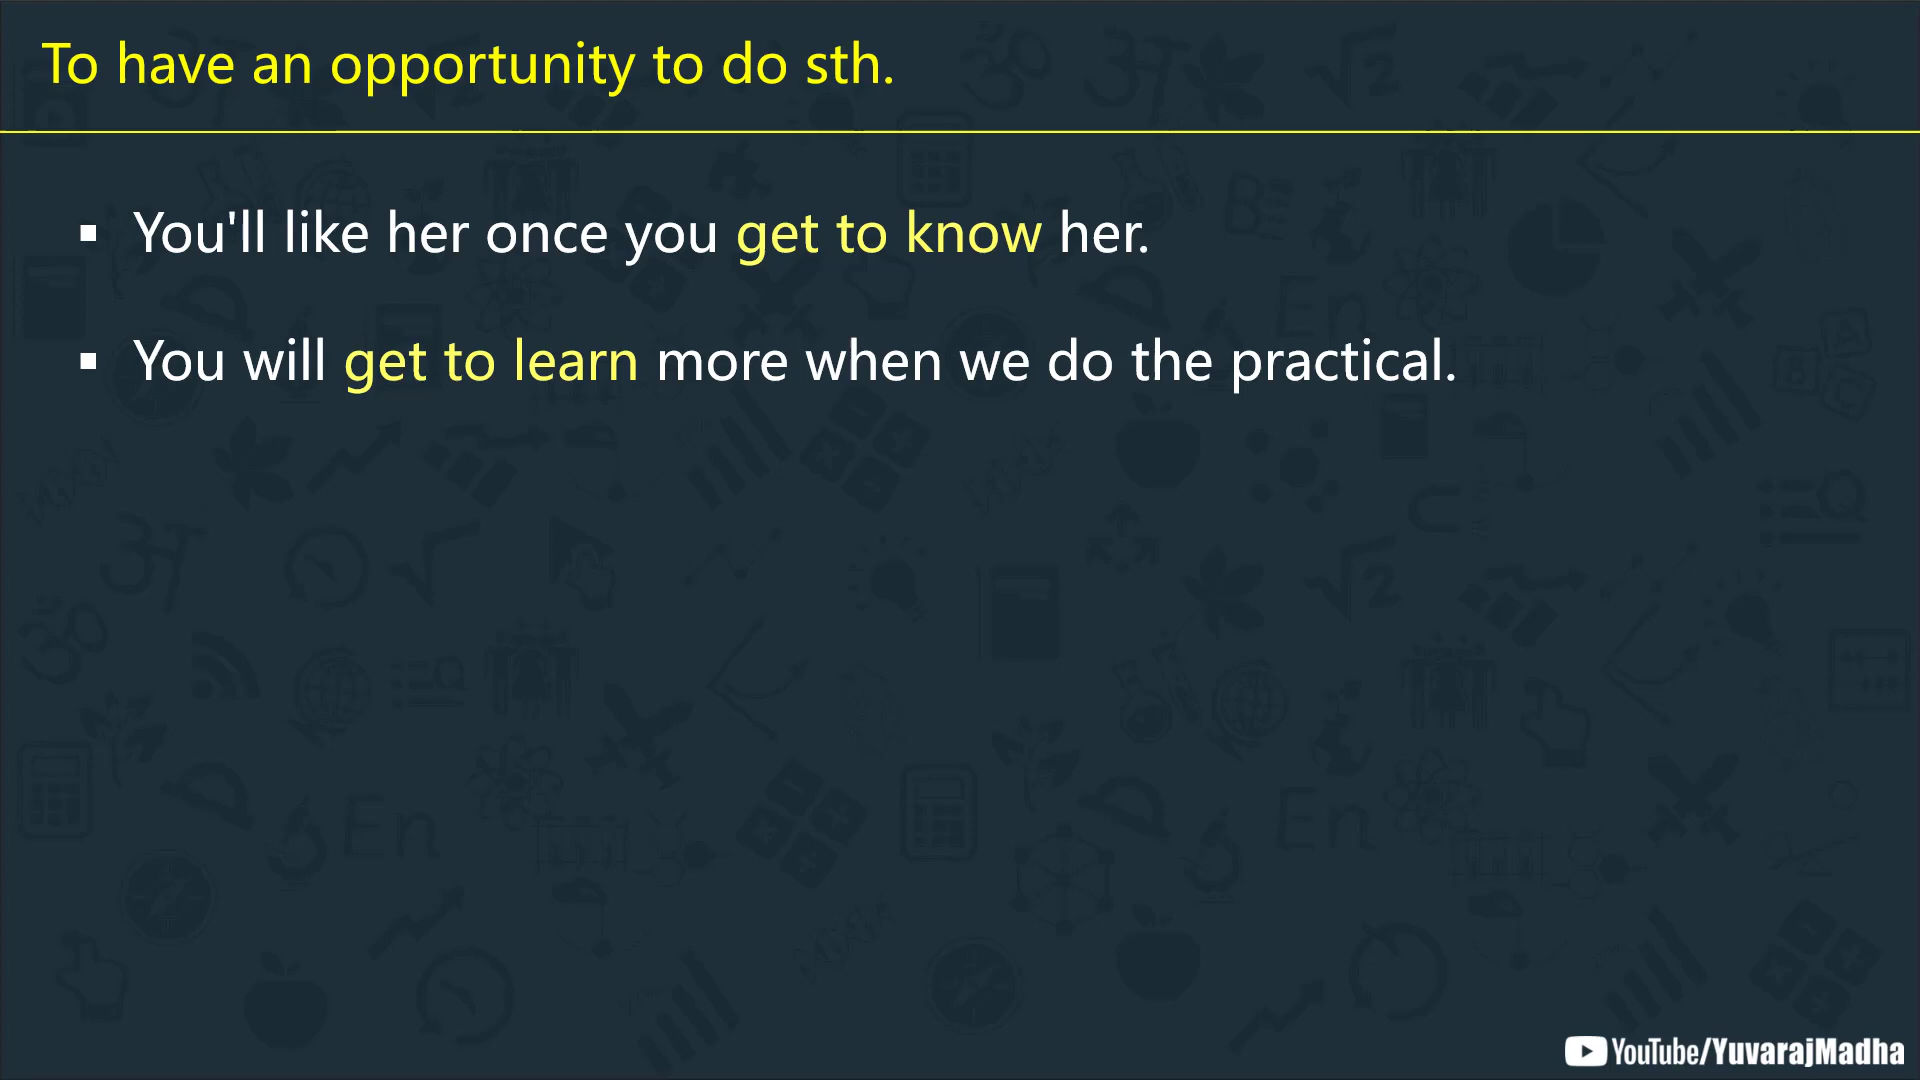 To have an opportunity to do sth.
▪ You'll like her once you get to know her.
▪ You will get to learn more when we do the practical.
YouTube/YuvarajMadha